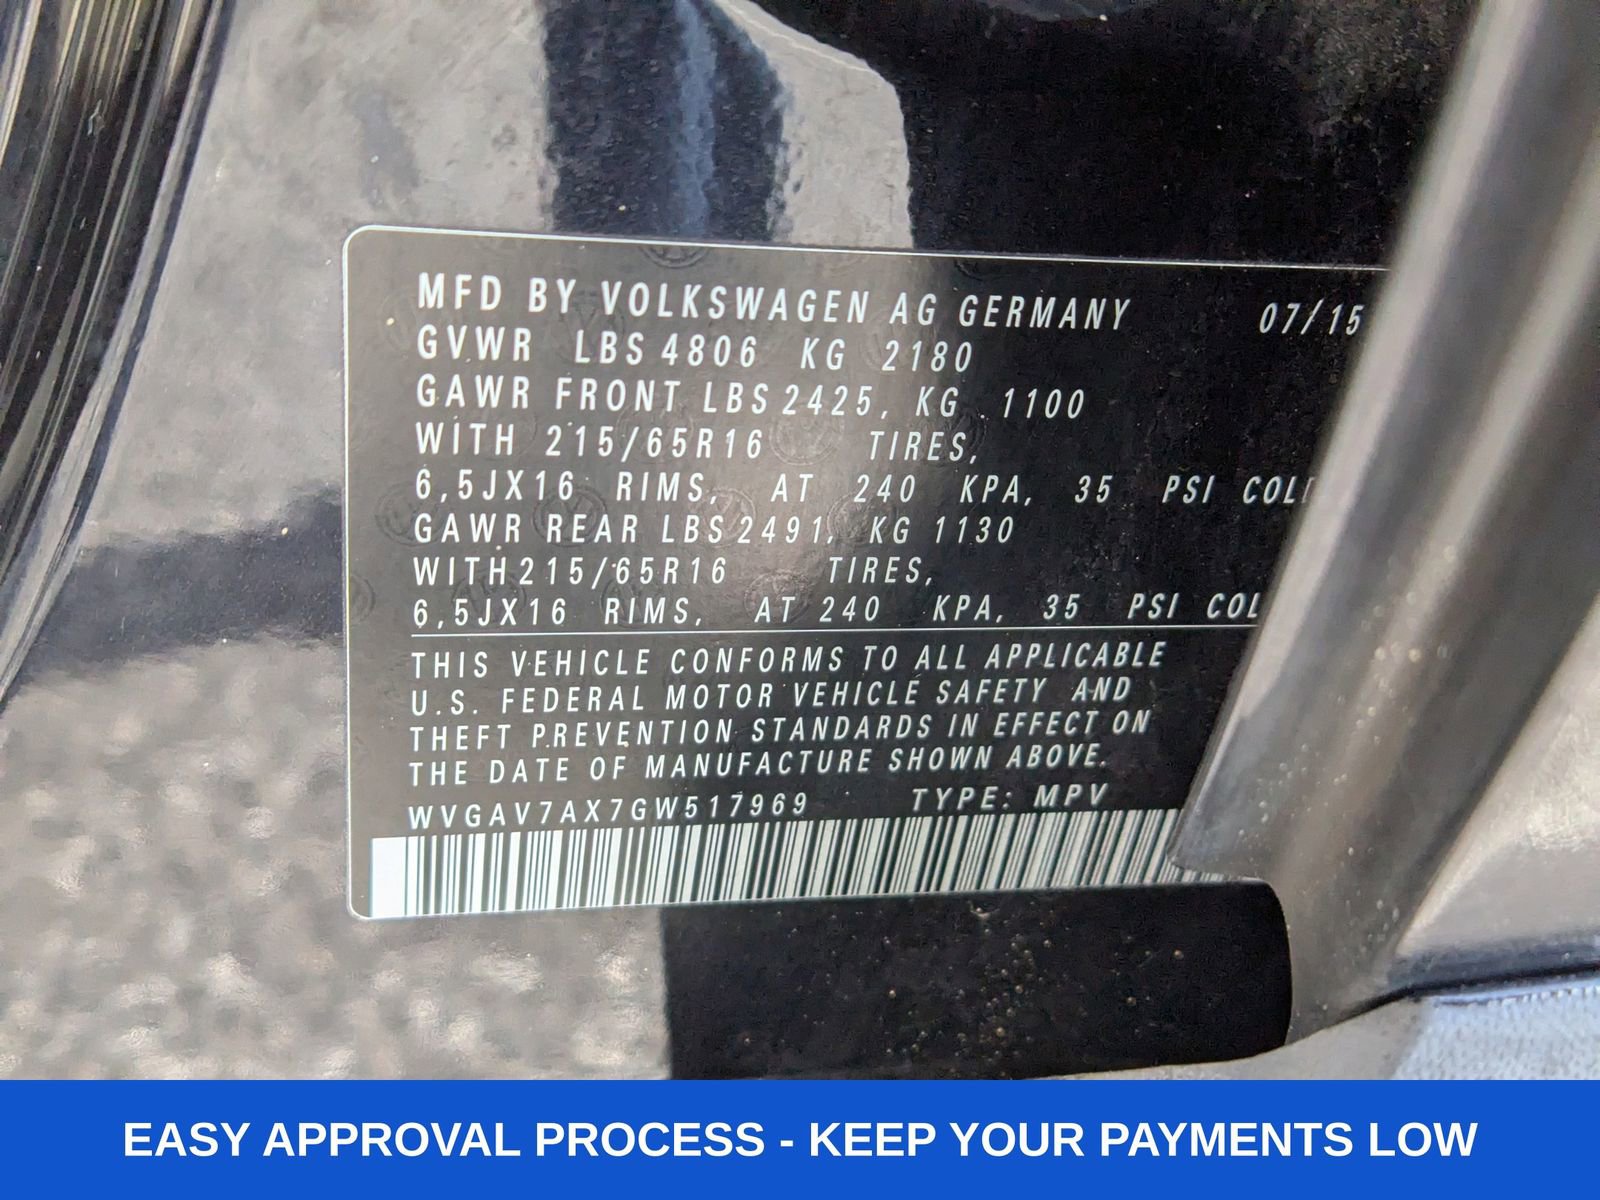 MFD BY VOLKSWAGEN AG GERMANY 07/15
GVWR LBS 4806 KG 2180
GAWR FRONT LBS 2425, KG 1100
WITH 215/65R16 TIRES,
6,5JX16 RIMS, AT 240 KPA, 35 PSI COL
GAWR REAR LBS 2491, KG 1130
WITH 215/65R16 TIRES,
6,5JX16 RIMS, AT 240 KPA, 35 PSI COL
THIS VEHICLE CONFORMS TO ALL APPLICABLE
U.S. FEDERAL MOTOR VEHICLE SAFETY AND
THEFT PREVENTION STANDARDS IN EFFECT ON
THE DATE OF MANUFACTURE SHOWN ABOVE.
WVGAV7AX7GW517969 TYPE: MPV
EASY APPROVAL PROCESS - KEEP YOUR PAYMENTS LOW